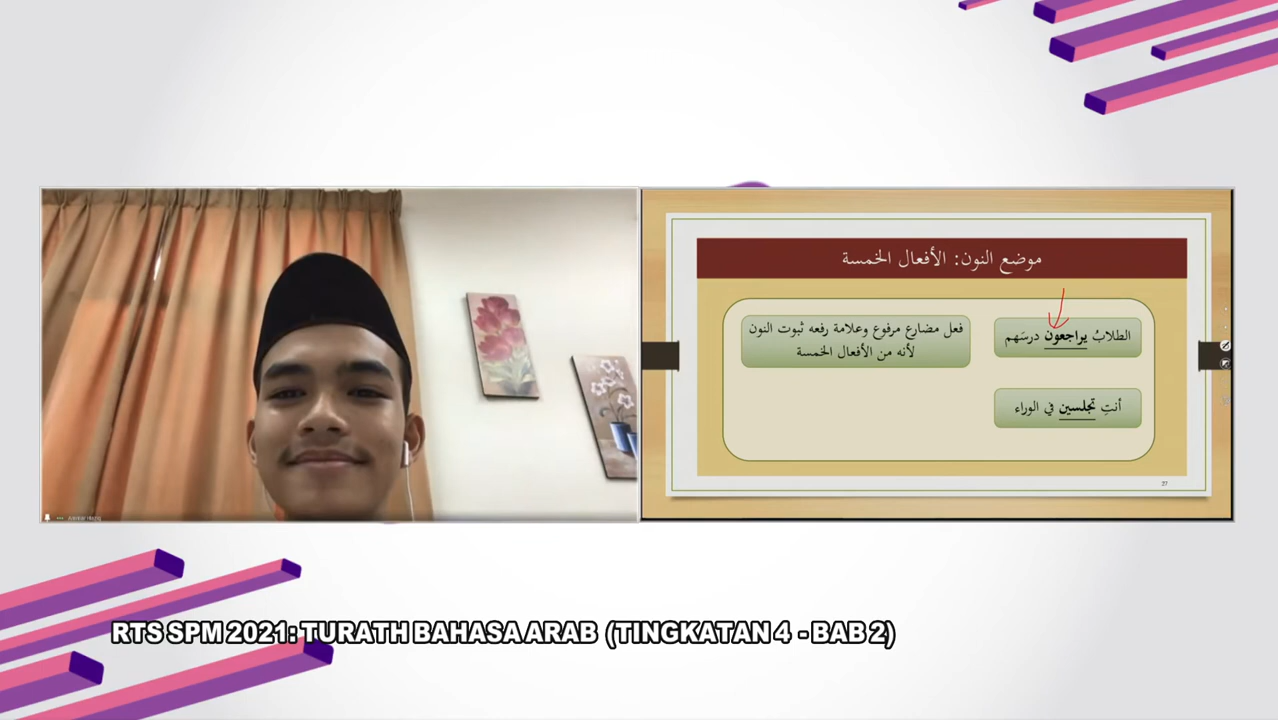 موضع النون: الأفعال الخمسة
الطلابُ يراجعون درسَهم
فعل مضارع مرفوع وعلامة رفعه ثبوت النون
لأنه من الأفعال الخمسة
أنتِ تجلسين في الوراء
27
RTS SPM 2021: TURATH BAHASA ARAB (TINGKATAN 4 - BAB 2)